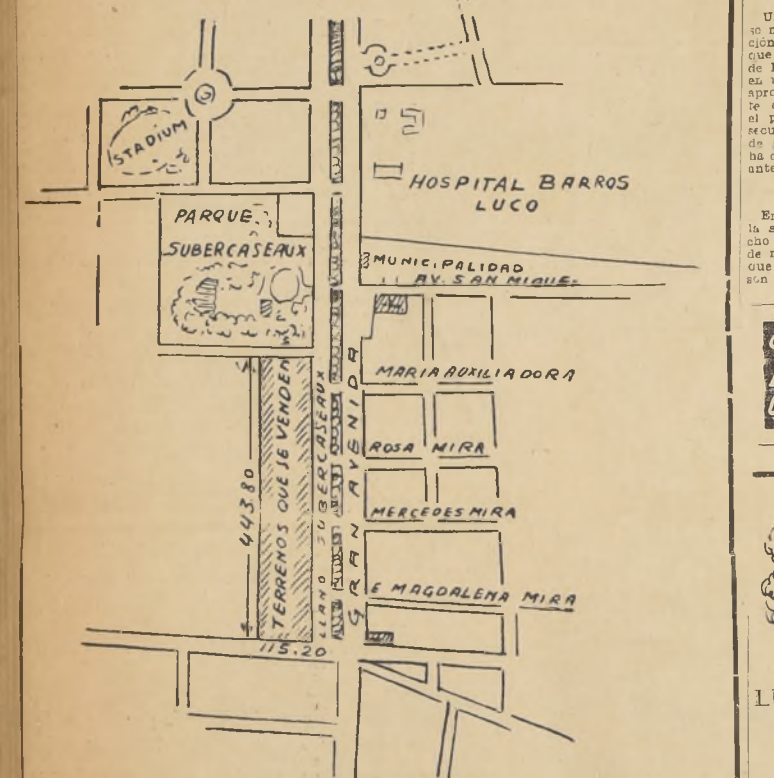 STADIUM
HOSPITAL BARROS
LUCO
PARQUE
SUBERCASEAUX
MUNICIPALIDAD
AV. SAN MIGUEL
MARIA AUXILIADORA
ROSA MIRA
MERCEDES MIRA
E MAGDALENA MIRA
443.80
TERRENOS QUE SE VENDEN
LLANO SUBERCASEAUX
GRAN AVENIDA
115.20